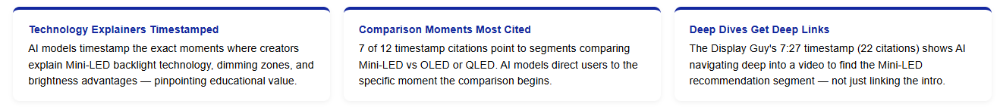 Technology Explainers Timestamped
AI models timestamp the exact moments where creators
explain Mini-LED backlight technology, dimming zones, and
brightness advantages — pinpointing educational value.
Comparison Moments Most Cited
7 of 12 timestamp citations point to segments comparing
Mini-LED vs OLED or QLED. AI models direct users to the
specific moment the comparison begins.
Deep Dives Get Deep Links
The Display Guy's 7:27 timestamp (22 citations) shows AI
navigating deep into a video to find the Mini-LED
recommendation segment — not just linking the intro.